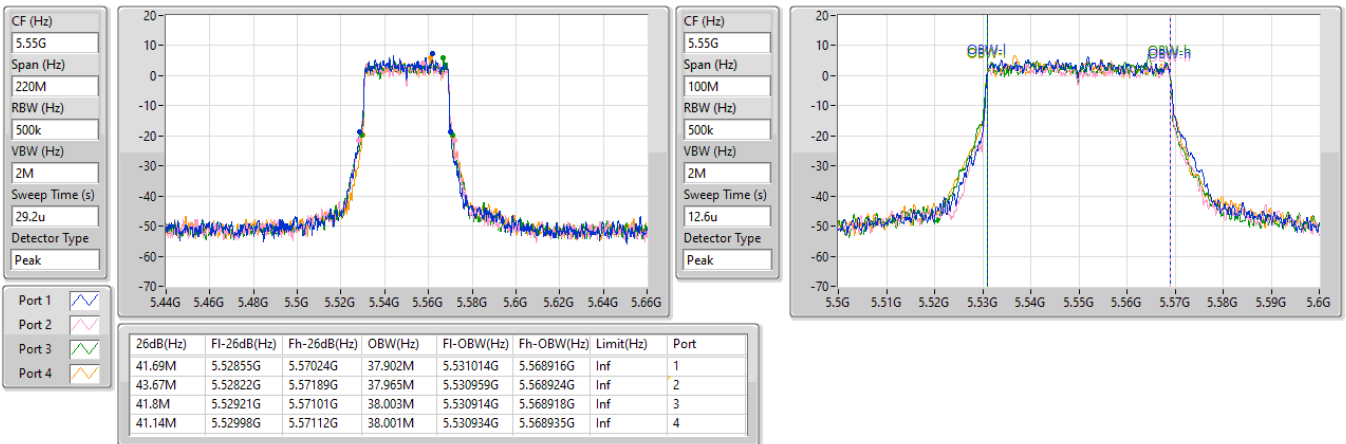 CF (Hz)
5.55G
Span (Hz)
220M
RBW (Hz)
500k
VBW (Hz)
2M
Sweep Time (s)
29.2u
Detector Type
Peak
20-
10-
0-
-10-
-20-
-30-
-40-
-50-
-60-
-70-
5.44G 5.46G 5.48G 5.5G 5.52G 5.54G 5.56G 5.58G 5.6G 5.62G 5.64G 5.66G
CF (Hz)
5.55G
Span (Hz)
100M
RBW (Hz)
500k
VBW (Hz)
2M
Sweep Time (s)
12.6u
Detector Type
Peak
20-
10-
0-
-10-
-20-
-30-
-40-
-50-
-60-
-70-
OBW-l OBW-h
5.5G 5.51G 5.52G 5.53G 5.54G 5.55G 5.56G 5.57G 5.58G 5.59G 5.6G
Port 1
Port 2
Port 3
Port 4
26dB(Hz) Fl-26dB(Hz) Fh-26dB(Hz) OBW(Hz) Fl-OBW(Hz) Fh-OBW(Hz) Limit(Hz) Port
41.69M 5.52855G 5.57024G 37.902M 5.531014G 5.568916G Inf 1
43.67M 5.52822G 5.57189G 37.965M 5.530959G 5.568924G Inf 2
41.8M 5.52921G 5.57101G 38.003M 5.530914G 5.568918G Inf 3
41.14M 5.52998G 5.57112G 38.001M 5.530934G 5.568935G Inf 4